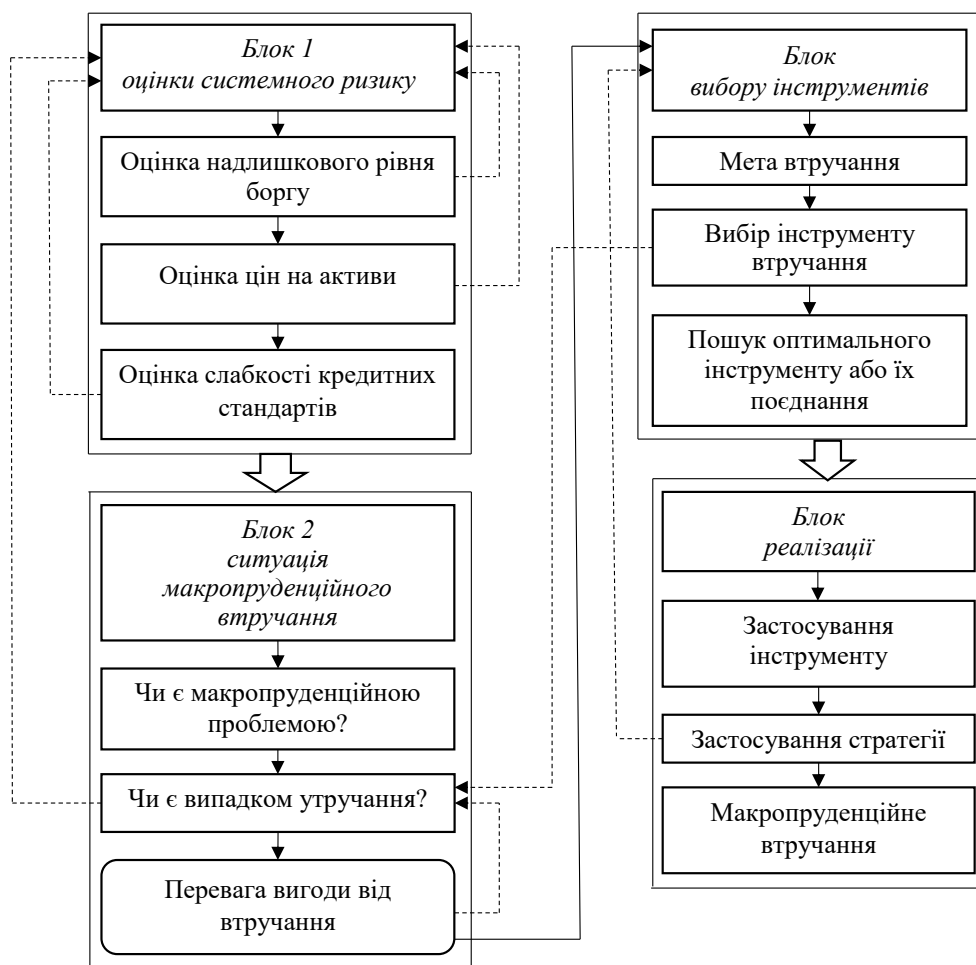 Блок 1
оцінки системного ризику
Оцінка надлишкового рівня
боргу
Оцінка цін на активи
Оцінка слабкості кредитних
стандартів
Блок 2
ситуація
макропруденційного
втручання
Чи є макропруденційною
проблемою?
Чи є випадком утручання?
Перевага вигоди від
втручання
Блок
вибору інструментів
Мета втручання
Вибір інструменту
втручання
Пошук оптимального
інструменту або їх
поєднання
Блок
реалізації
Застосування
інструменту
Застосування стратегії
Макропруденційне
втручання